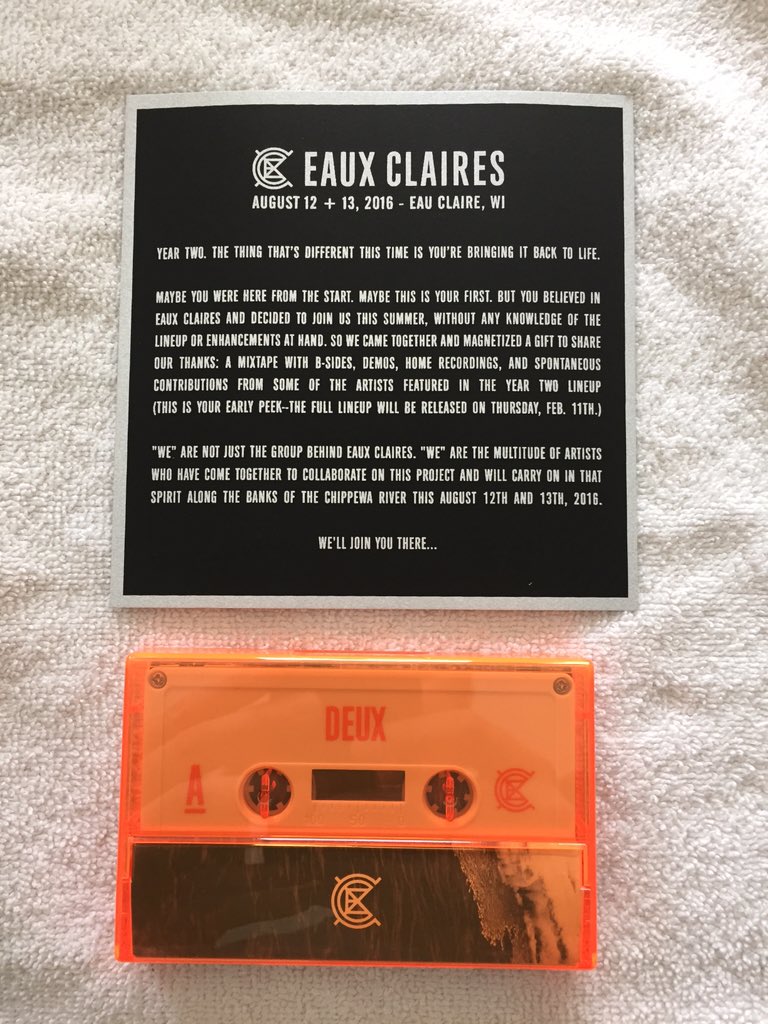 EAUX CLAIRES
AUGUST 12 + 13, 2016 - EAU CLAIRE, WI
YEAR TWO. THE THING THAT'S DIFFERENT THIS TIME IS YOU'RE BRINGING IT BACK TO LIFE.
MAYBE YOU WERE HERE FROM THE START. MAYBE THIS IS YOUR FIRST. BUT YOU BELIEVED IN
EAUX CLAIRES AND DECIDED TO JOIN US THIS SUMMER, WITHOUT ANY KNOWLEDGE OF THE
LINEUP OR ENHANCEMENTS AT HAND. SO WE CAME TOGETHER AND MAGNETIZED A GIFT TO SHARE
OUR THANKS: A MIXTAPE WITH B-SIDES, DEMOS, HOME RECORDINGS, AND SPONTANEOUS
CONTRIBUTIONS FROM SOME OF THE ARTISTS FEATURED IN THE YEAR TWO LINEUP
(THIS IS YOUR EARLY PEEK--THE FULL LINEUP WILL BE RELEASED ON THURSDAY, FEB. 11TH.)
"WE" ARE NOT JUST THE GROUP BEHIND EAUX CLAIRES. "WE" ARE THE MULTITUDE OF ARTISTS
WHO HAVE COME TOGETHER TO COLLABORATE ON THIS PROJECT AND WILL CARRY ON IN THAT
SPIRIT ALONG THE BANKS OF THE CHIPPEWA RIVER THIS AUGUST 12TH AND 13TH, 2016.
WE'LL JOIN YOU THERE...
DEUX
A
100 50 0